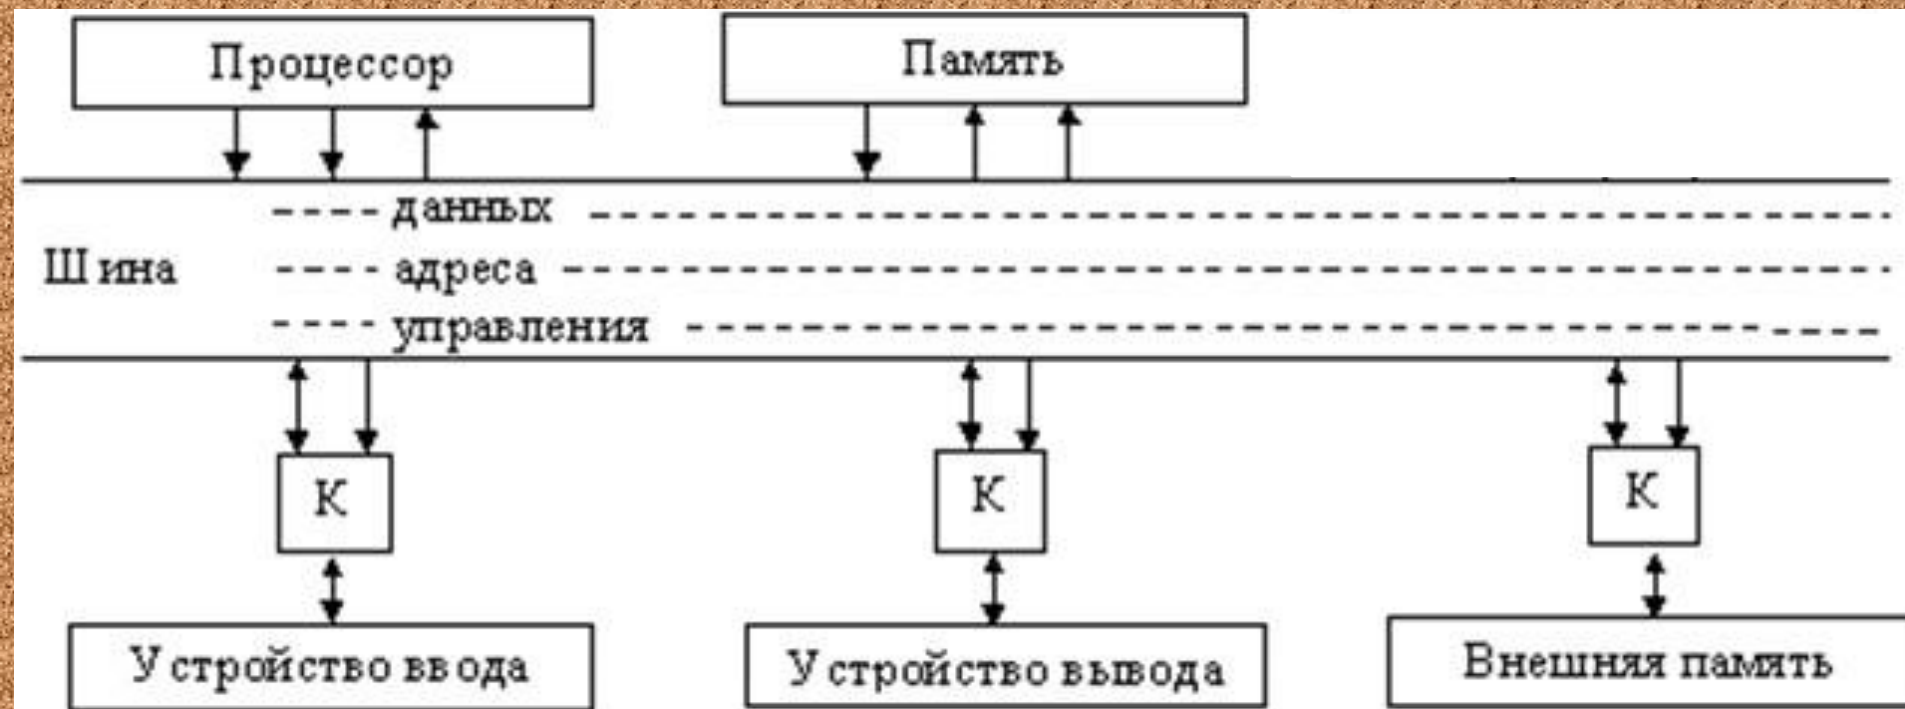 Процессор
Память
данных
Шина
адреса
управления
К
К
К
Устройство ввода
Устройство вывода
Внешняя память